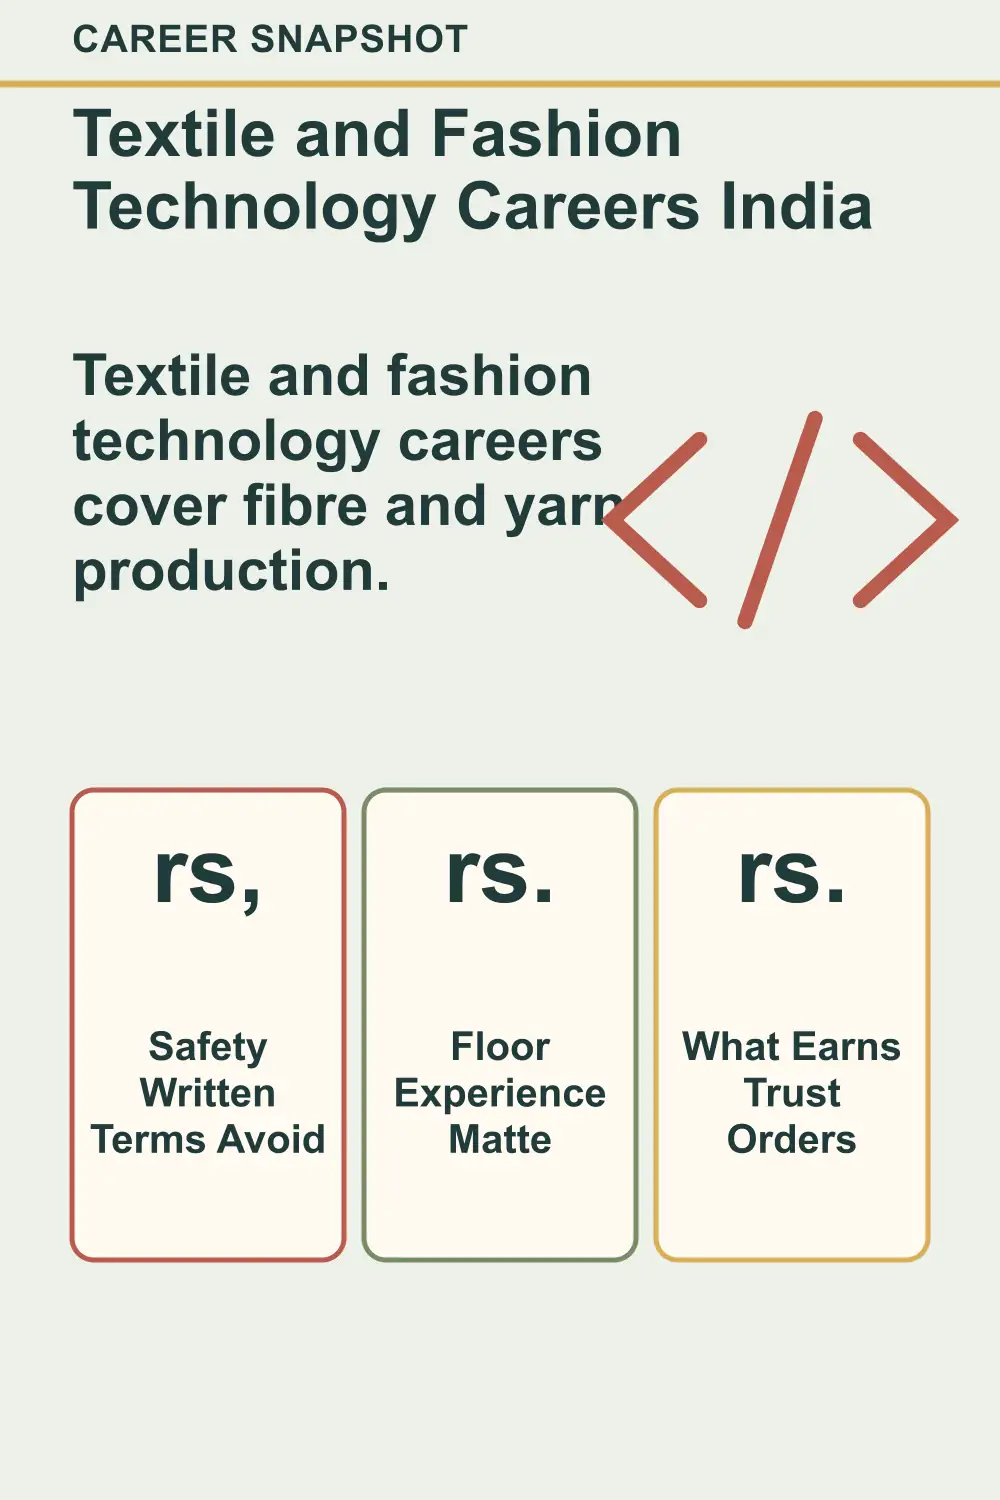 CAREER SNAPSHOT
Textile and Fashion
Technology Careers India
Textile and fashion
technology careers
cover fibre and yarn
production.
rs,
Safety
Written
Terms Avoid
rs.
Floor
Experience
Matte
rs.
What Earns
Trust
Orders